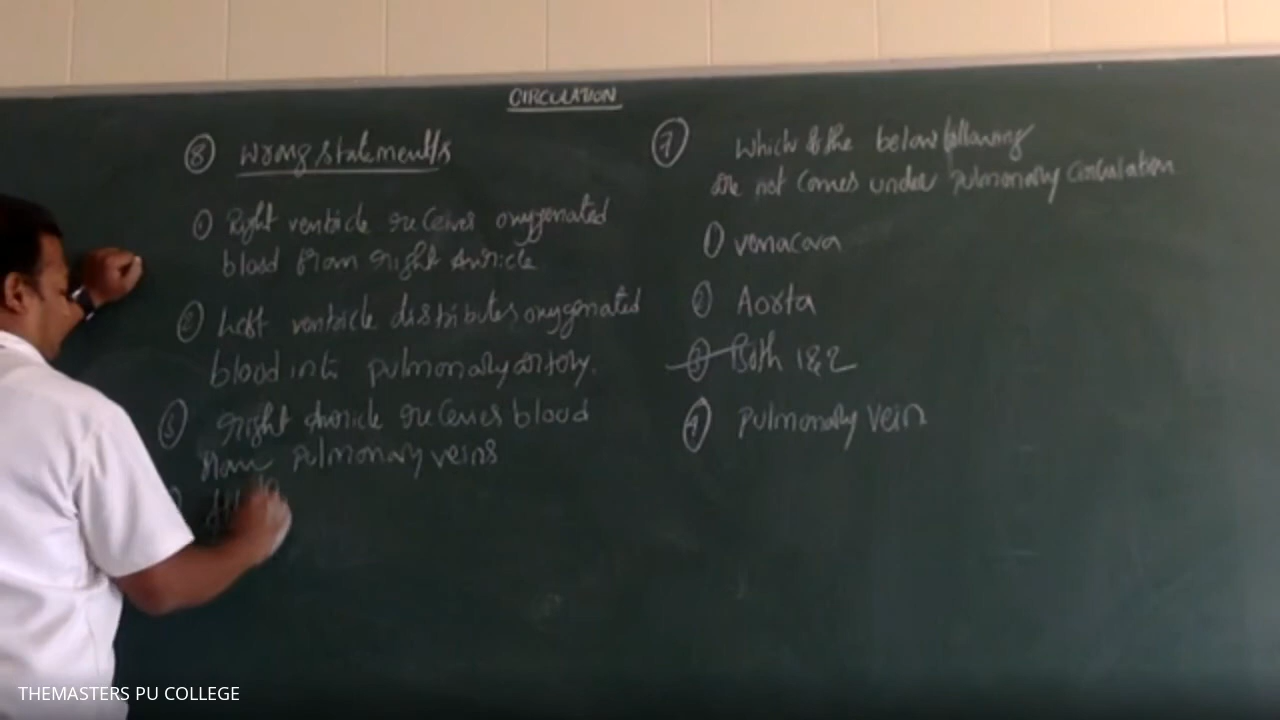 CIRCULATION
8 Wrong statements
1 Right ventricle receives oxygenated
blood from right auricle
2 Left ventricle distributes oxygenated
blood into pulmonary artery.
3 right auricle receives blood
from pulmonary veins
7 Which of the below following
are not comes under pulmonary circulation
1 venacava
2 Aorta
3 Both 1&2
4 Pulmonary vein
THEMASTERS PU COLLEGE